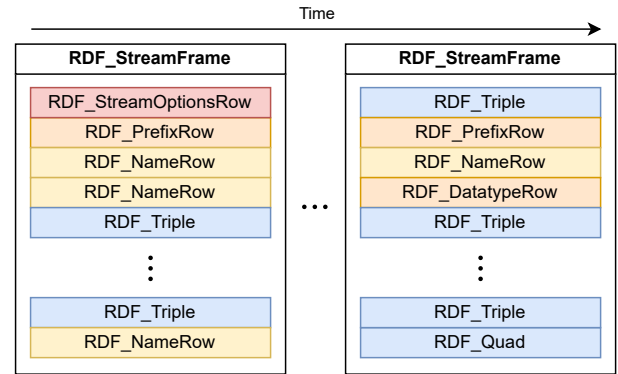 Time
RDF_StreamFrame
RDF_StreamOptionsRow
RDF_PrefixRow
RDF_NameRow
RDF_NameRow
RDF_Triple
RDF_Triple
RDF_NameRow
...
RDF_StreamFrame
RDF_Triple
RDF_PrefixRow
RDF_NameRow
RDF_DatatypeRow
RDF_Triple
RDF_Triple
RDF_Quad